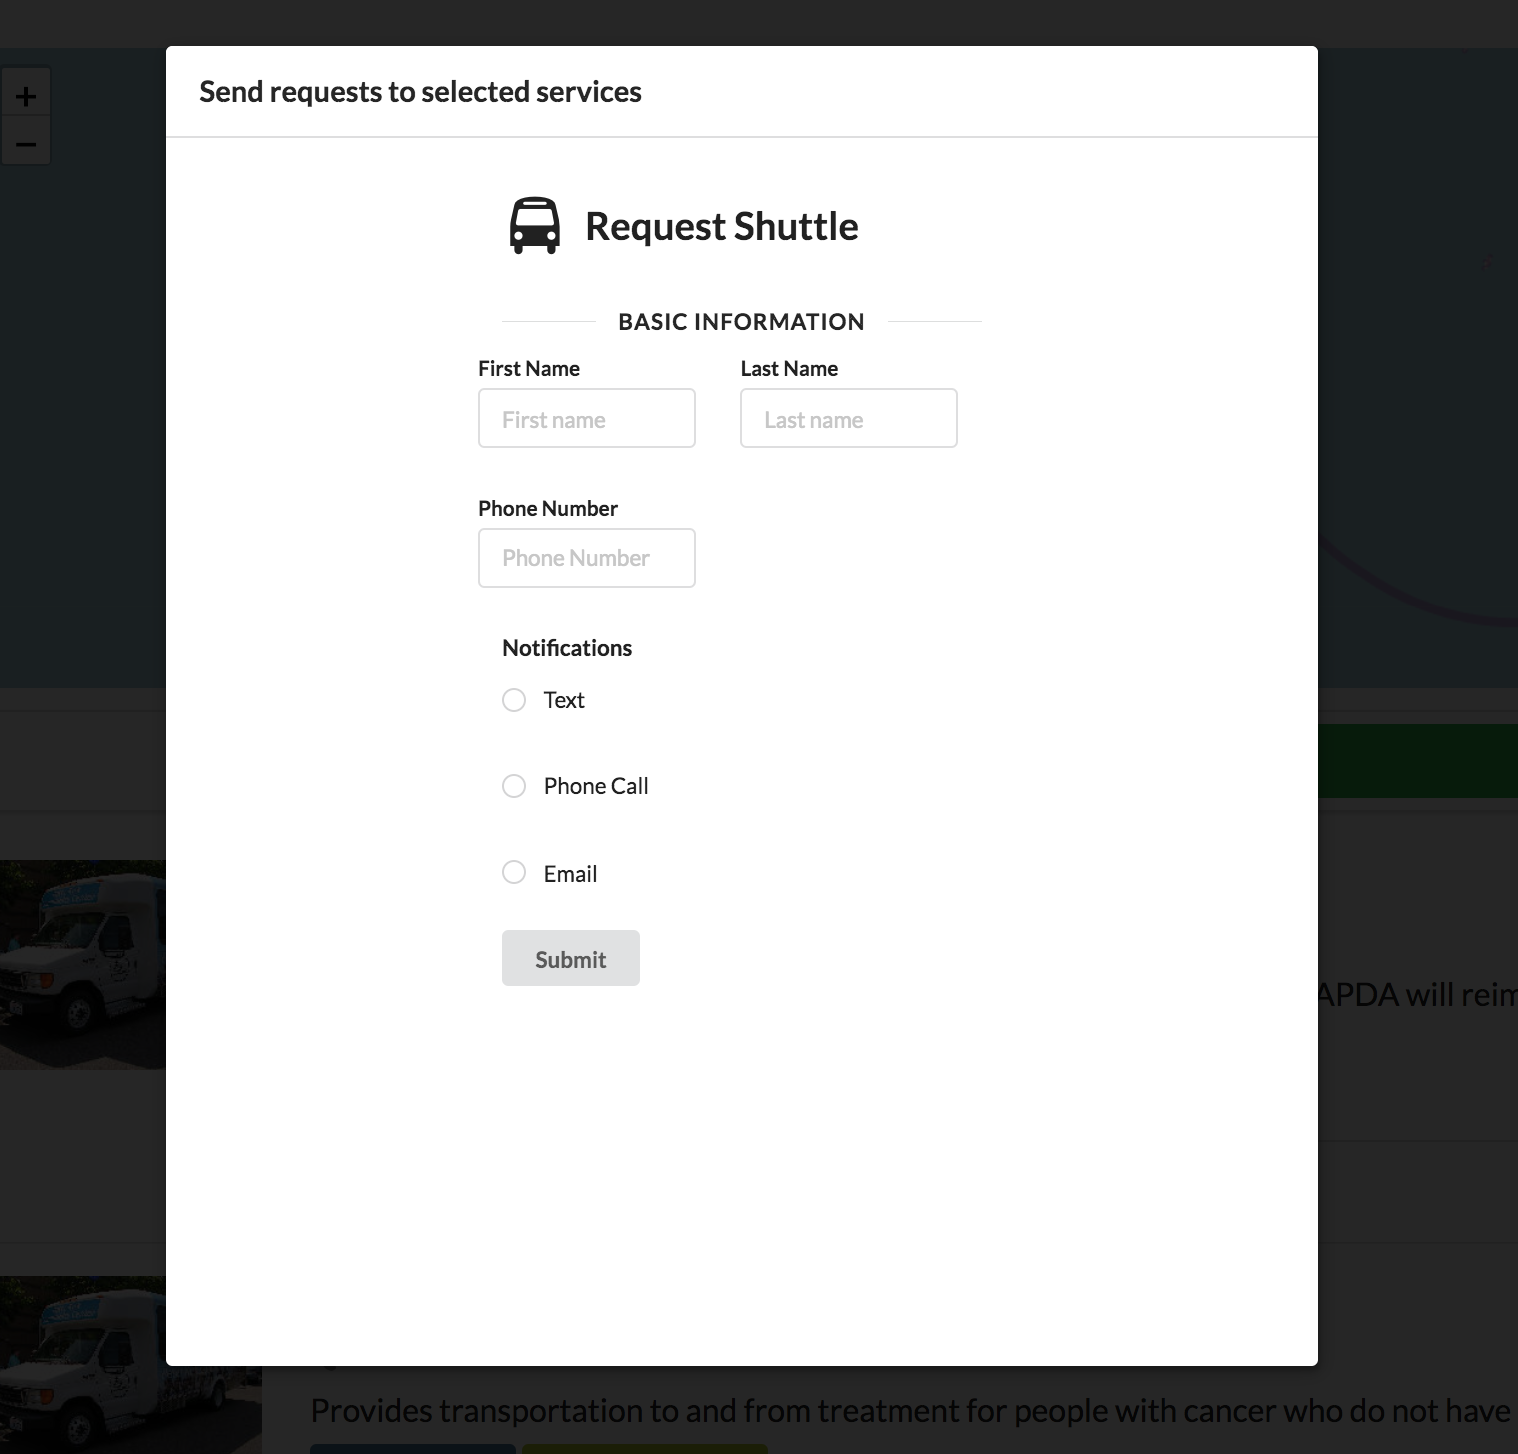 +
−
Send requests to selected services
Request Shuttle
BASIC INFORMATION
First Name Last Name
First name Last name
Phone Number
Phone Number
Notifications
Text
Phone Call
Email
Submit
APDA will
Provides transportation to and from treatment for people with cancer who do not have